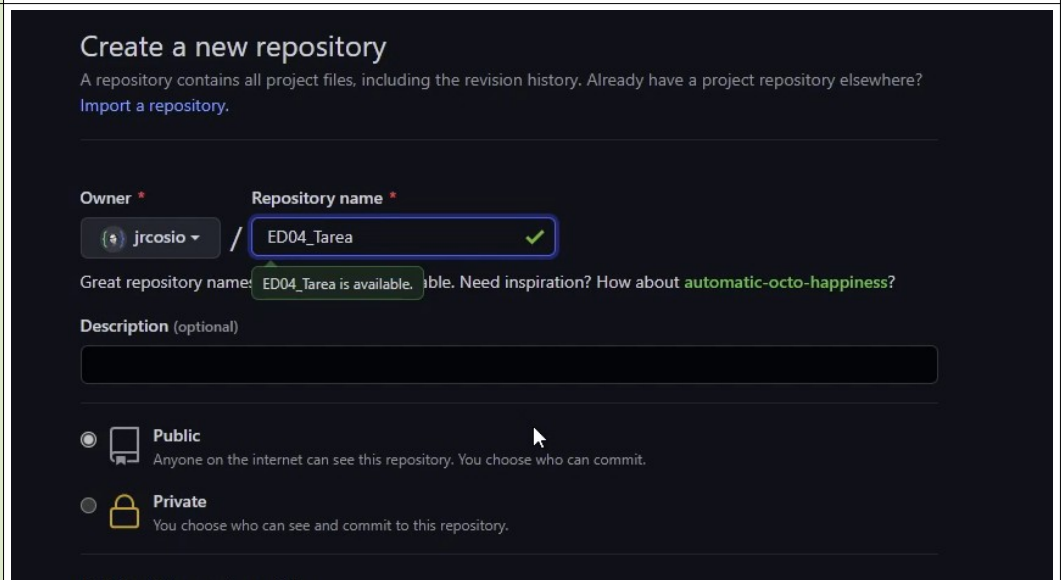 Create a new repository
A repository contains all project files, including the revision history. Already have a project repository elsewhere?
Import a repository.
Owner * Repository name *
jrcosio / ED04_Tarea
Great repository names ble. Need inspiration? How about automatic-octo-happiness?
ED04_Tarea is available.
Description (optional)
Public
Anyone on the internet can see this repository. You choose who can commit.
Private
You choose who can see and commit to this repository.